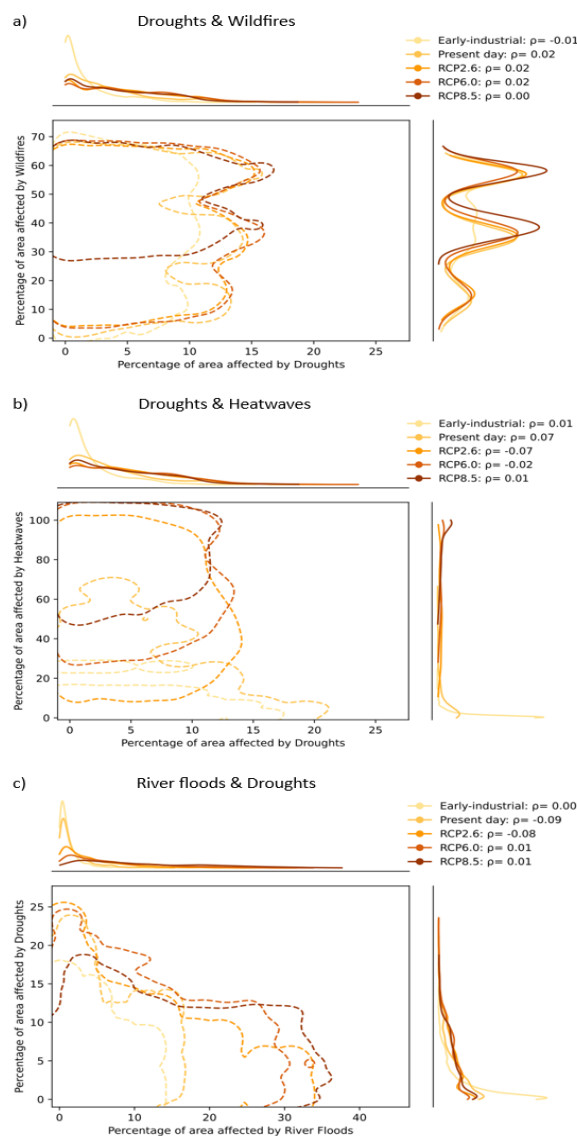 a)
Droughts & Wildfires
Early-industrial: ρ= -0.01
Present day: ρ= 0.02
RCP2.6: ρ= 0.02
RCP6.0: ρ= 0.02
RCP8.5: ρ= 0.00
Percentage of area affected by Wildfires
70
60
50
40
30
20
10
0
0 5 10 15 20 25
Percentage of area affected by Droughts
b)
Droughts & Heatwaves
Early-industrial: ρ= 0.01
Present day: ρ= 0.07
RCP2.6: ρ= -0.07
RCP6.0: ρ= -0.02
RCP8.5: ρ= 0.01
Percentage of area affected by Heatwaves
100
80
60
40
20
0
0 5 10 15 20 25
Percentage of area affected by Droughts
c)
River floods & Droughts
Early-industrial: ρ= 0.00
Present day: ρ= -0.09
RCP2.6: ρ= -0.08
RCP6.0: ρ= 0.01
RCP8.5: ρ= 0.01
Percentage of area affected by Droughts
25
20
15
10
5
0
0 10 20 30 40
Percentage of area affected by River Floods